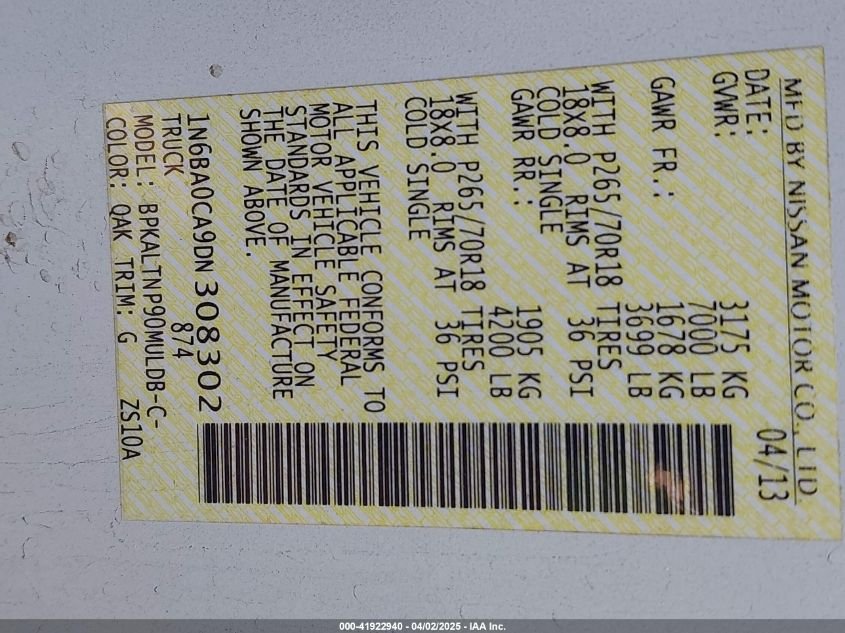 MFD BY NISSAN MOTOR CO., LTD.
DATE: 04/13
GVWR: 3175 KG
7000 LB
GAWR FR.: 1678 KG
3699 LB
WITH P265/70R18 TIRES
18X8.0 RIMS AT 36 PSI
COLD SINGLE
GAWR RR.: 1905 KG
4200 LB
WITH P265/70R18 TIRES
18X8.0 RIMS AT 36 PSI
COLD SINGLE
THIS VEHICLE CONFORMS TO
ALL APPLICABLE FEDERAL
MOTOR VEHICLE SAFETY
STANDARDS IN EFFECT ON
THE DATE OF MANUFACTURE
SHOWN ABOVE.
1N6BA0CA9DN308302
TRUCK 874
MODEL: BPKALTNP90MULDB-C-
COLOR: QAK TRIM: G ZS10A
000-41922940 - 04/02/2025 - IAA Inc.